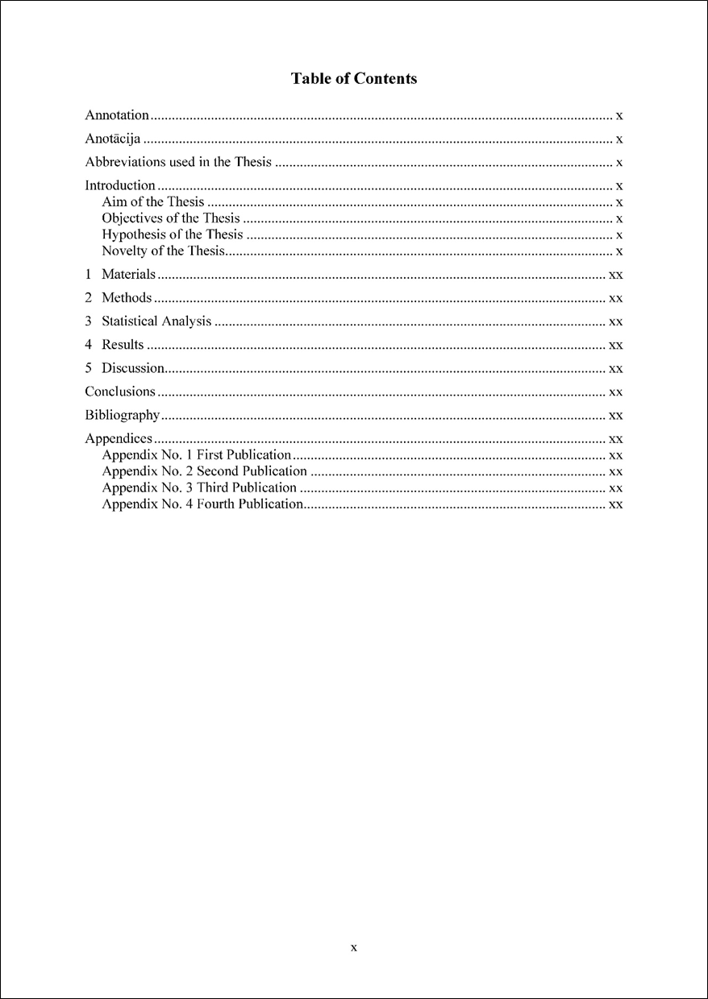 Table of Contents
Annotation.................................................................................................................................. x
Anotācija .................................................................................................................................... x
Abbreviations used in the Thesis ............................................................................................... x
Introduction ................................................................................................................................ x
Aim of the Thesis .................................................................................................................. x
Objectives of the Thesis ........................................................................................................ x
Hypothesis of the Thesis ....................................................................................................... x
Novelty of the Thesis............................................................................................................. x
1 Materials .............................................................................................................................. xx
2 Methods ............................................................................................................................... xx
3 Statistical Analysis .............................................................................................................. xx
4 Results ................................................................................................................................. xx
5 Discussion............................................................................................................................ xx
Conclusions .............................................................................................................................. xx
Bibliography............................................................................................................................. xx
Appendices ............................................................................................................................... xx
Appendix No. 1 First Publication ........................................................................................ xx
Appendix No. 2 Second Publication ................................................................................... xx
Appendix No. 3 Third Publication ...................................................................................... xx
Appendix No. 4 Fourth Publication..................................................................................... xx
x